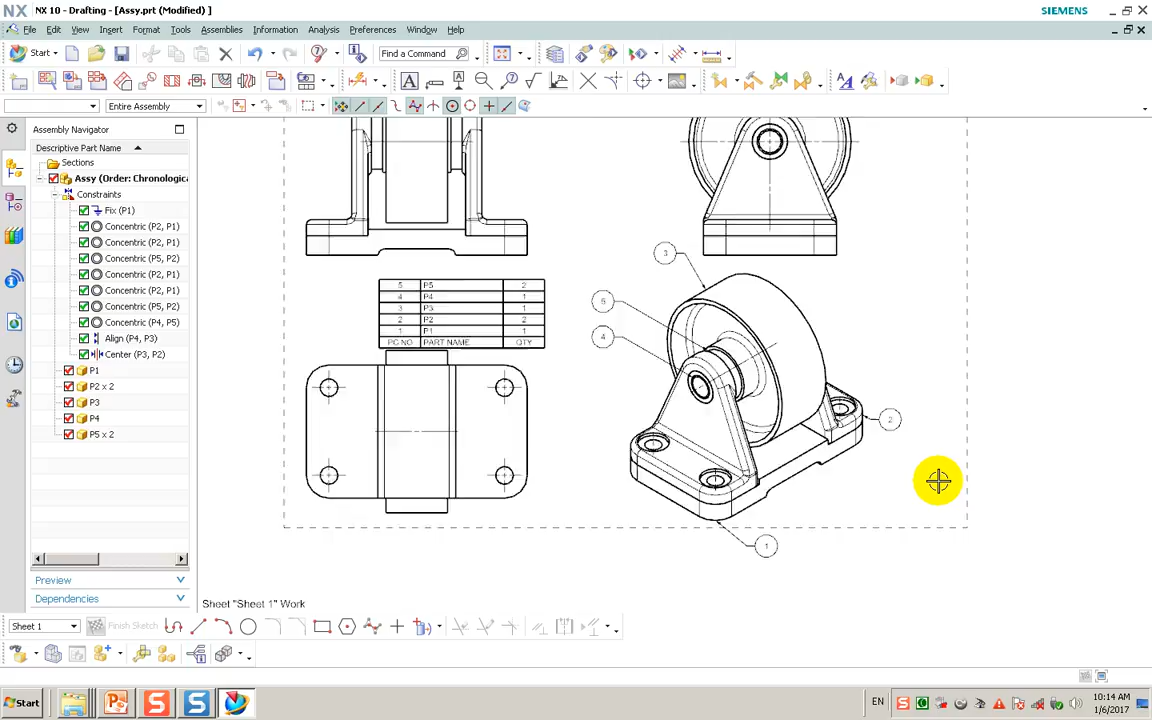 NX NX 10 - Drafting - [Assy.prt (Modified) ] SIEMENS
File Edit View Insert Format Tools Assemblies Information Analysis Preferences Window Help
Start Find a Command
Entire Assembly
Assembly Navigator
Descriptive Part Name
Sections
Assy (Order: Chronologica
Constraints
Fix (P1)
Concentric (P2, P1)
Concentric (P2, P1)
Concentric (P5, P2)
Concentric (P2, P1)
Concentric (P2, P1)
Concentric (P5, P2)
Concentric (P4, P5)
Align (P4, P3)
Center (P3, P2)
P1
P2 x 2
P3
P4
P5 x 2
Preview
Dependencies
5 P5 2
4 P4 1
3 P3 1
2 P2 2
1 P1 1
PC NO PART NAME QTY
3
4
2
1
Sheet "Sheet 1" Work
Sheet 1 Finish Sketch
Start EN 10:14 AM
1/6/2017